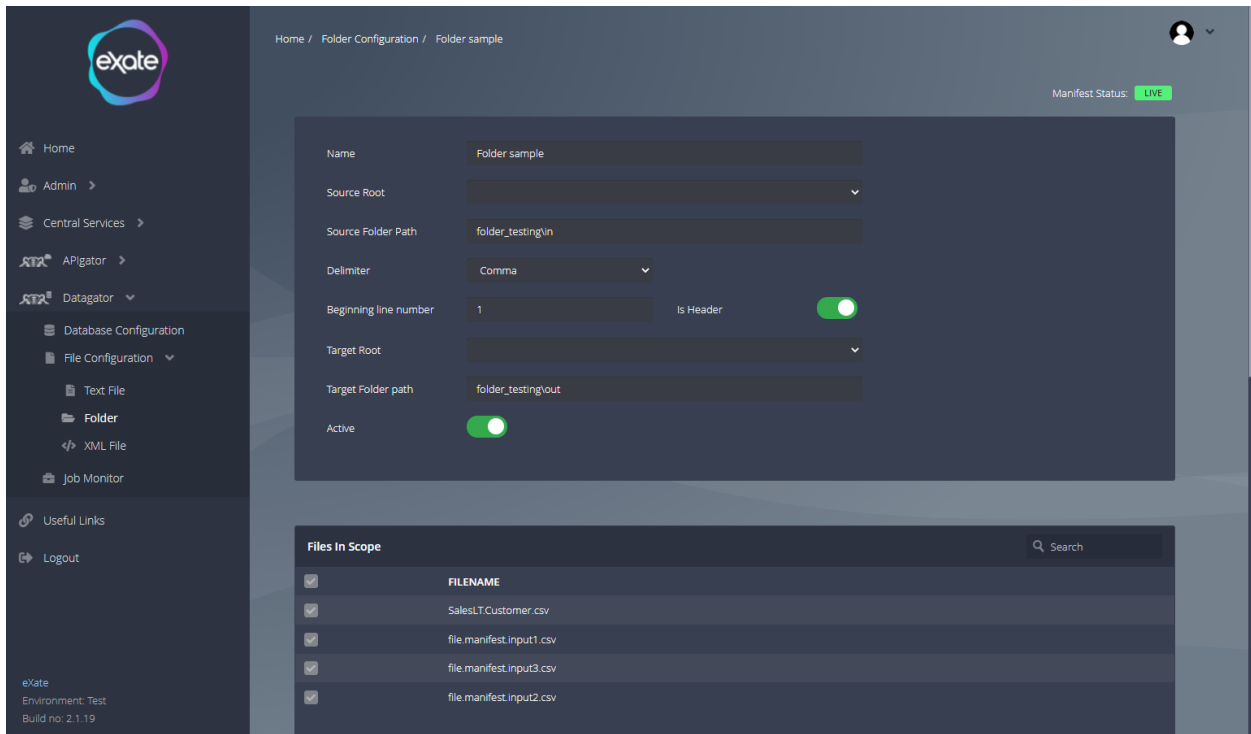 eXate
Home / Folder Configuration / Folder sample
Manifest Status: LIVE
Home
Admin
Central Services
APIgator
Datagator
Database Configuration
File Configuration
Text File
Folder
XML File
Job Monitor
Useful Links
Logout
eXate
Environment: Test
Build no: 2.1.19
Name Folder sample
Source Root
Source Folder Path folder_testing\in
Delimiter Comma
Beginning line number 1 Is Header
Target Root
Target Folder path folder_testing\out
Active
Files In Scope Search
FILENAME
SalesLT.Customer.csv
file.manifest.input1.csv
file.manifest.input3.csv
file.manifest.input2.csv